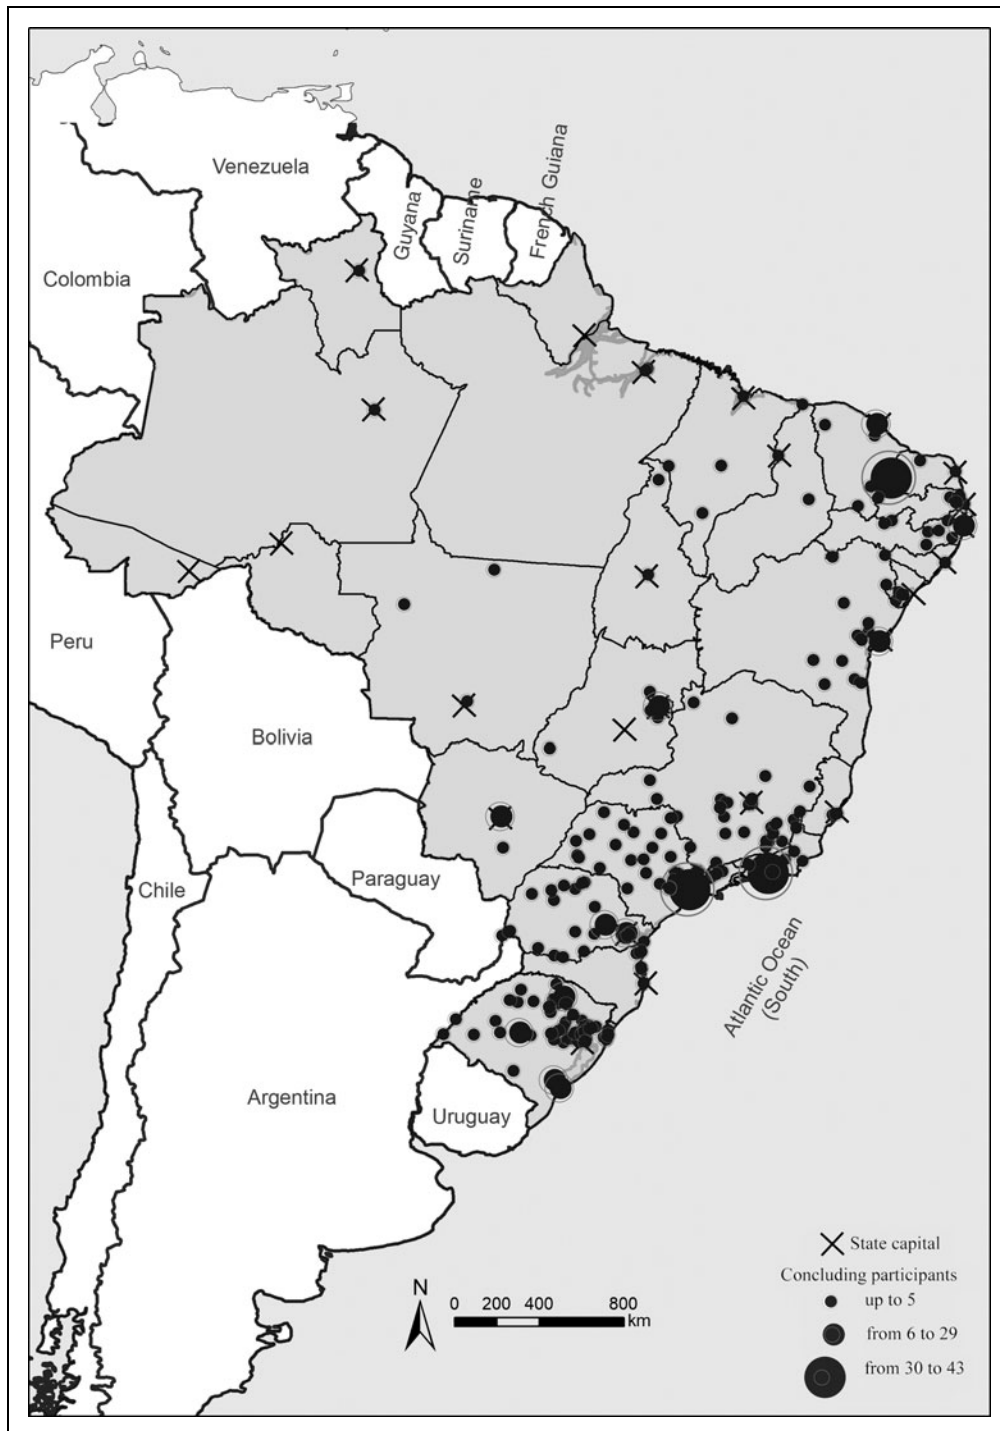 Venezuela
Guyana
Suriname
French Guiana
Colombia
Peru
Bolivia
Paraguay
Chile
Atlantic Ocean
(South)
Argentina
Uruguay
State capital
Concluding participants
up to 5
from 6 to 29
from 30 to 43
N
0 200 400 800
km